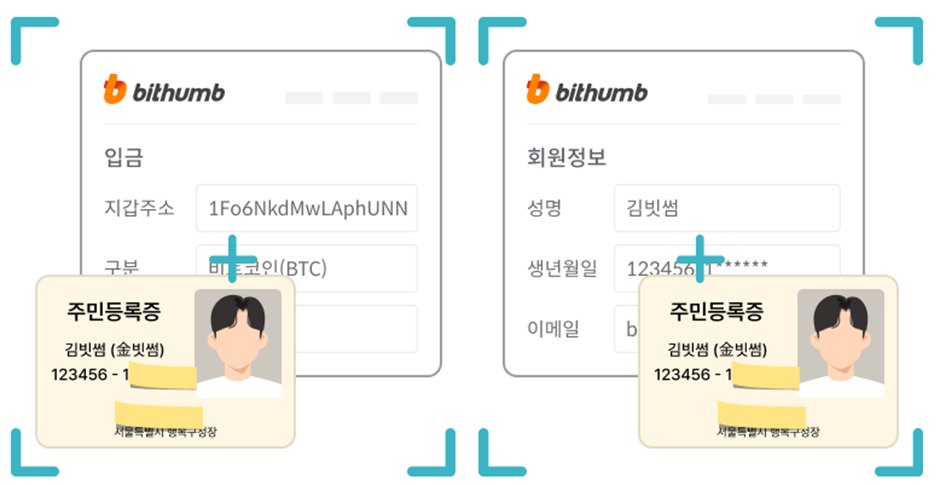 bithumb
입금
지갑주소 1Fo6NkdMwLAphUNN
구분 비트코인(BTC)
주민등록증
김빗썸 (金빗썸)
123456 - 1
서울특별시 행복구청장
bithumb
회원정보
성명 김빗썸
생년월일 123456 1******
이메일 b
주민등록증
김빗썸 (金빗썸)
123456 - 1
서울특별시 행복구청장